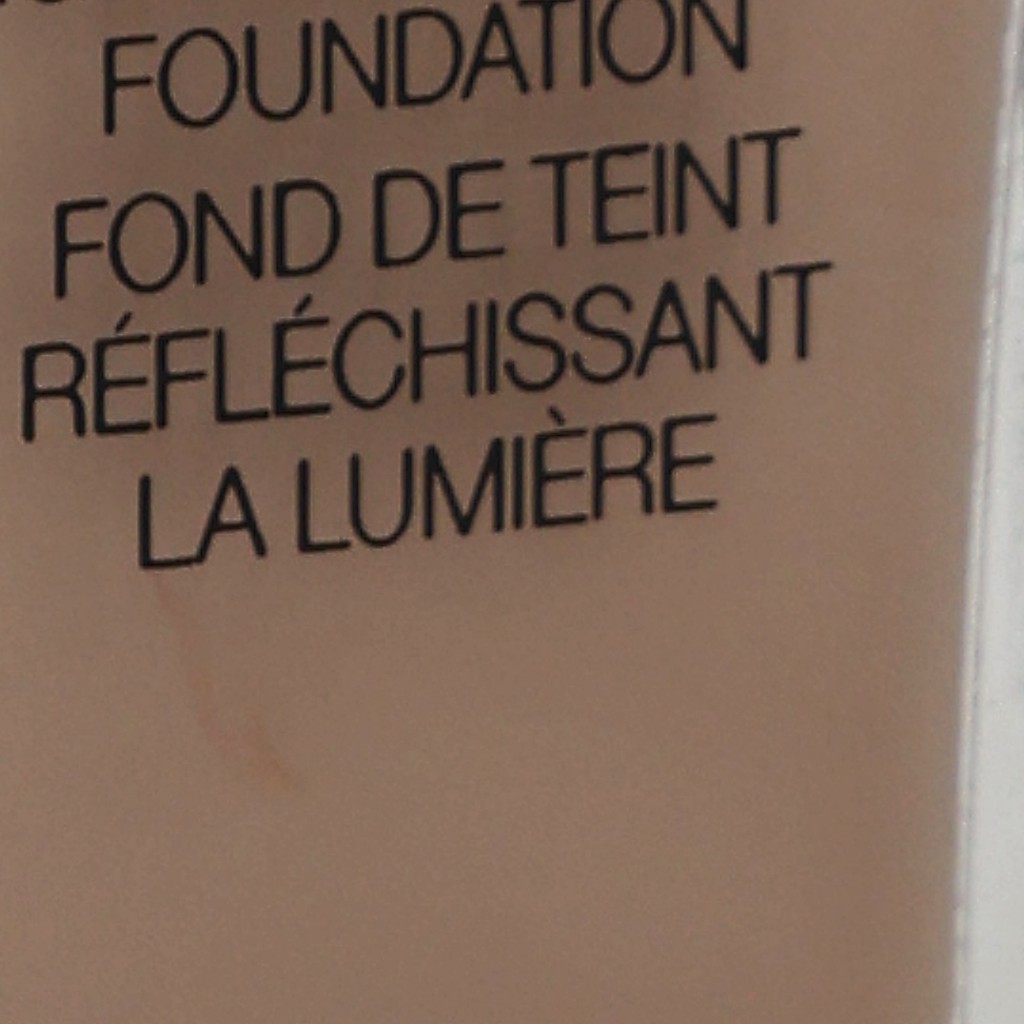 FOUNDATION
FOND DE TEINT
RÉFLÉCHISSANT
LA LUMIÈRE